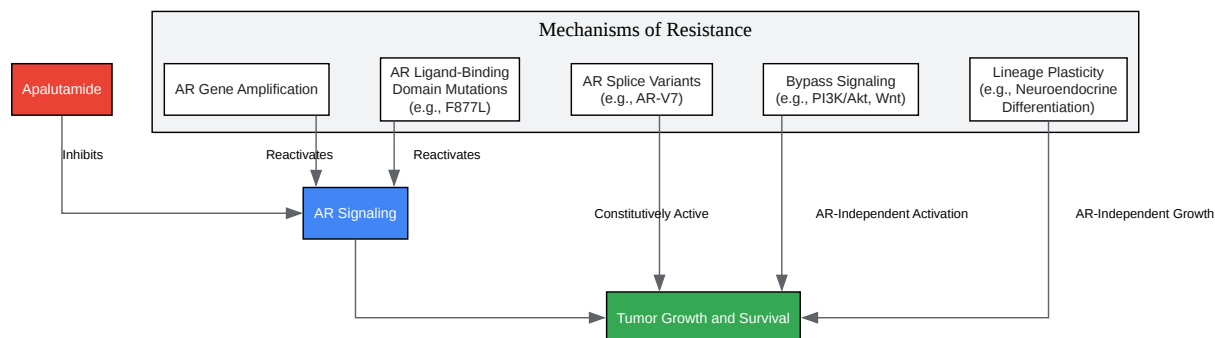 Mechanisms of Resistance
Apalutamide
AR Gene Amplification
AR Ligand-Binding
Domain Mutations
(e.g., F877L)
AR Splice Variants
(e.g., AR-V7)
Bypass Signaling
(e.g., PI3K/Akt, Wnt)
Lineage Plasticity
(e.g., Neuroendocrine
Differentiation)
Inhibits
Reactivates
Reactivates
AR Signaling
Constitutively Active
AR-Independent Activation
AR-Independent Growth
Tumor Growth and Survival